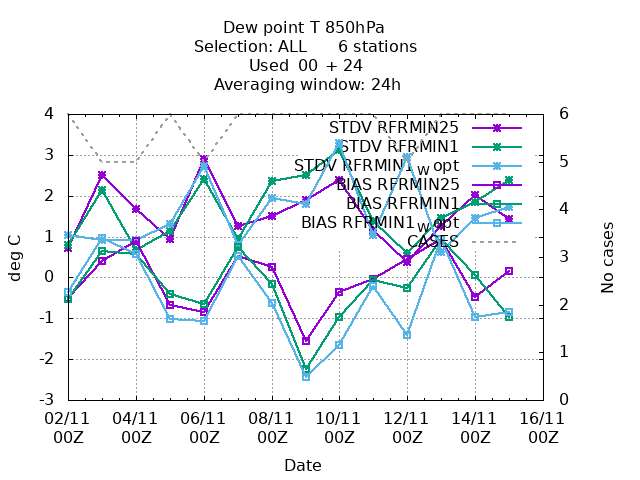 Dew point T 850hPa
Selection: ALL      6 stations
Used  00 + 24
Averaging window: 24h
4
3
2
1
0
-1
-2
-3
deg C
6
5
4
3
2
1
0
No cases
STDV RFRMIN25
STDV RFRMIN1
STDV RFRMIN1w opt
BIAS RFRMIN25
BIAS RFRMIN1
BIAS RFRMIN1w opt
CASES
02/11 04/11 06/11 08/11 10/11 12/11 14/11 16/11
00Z 00Z 00Z 00Z 00Z 00Z 00Z 00Z
Date